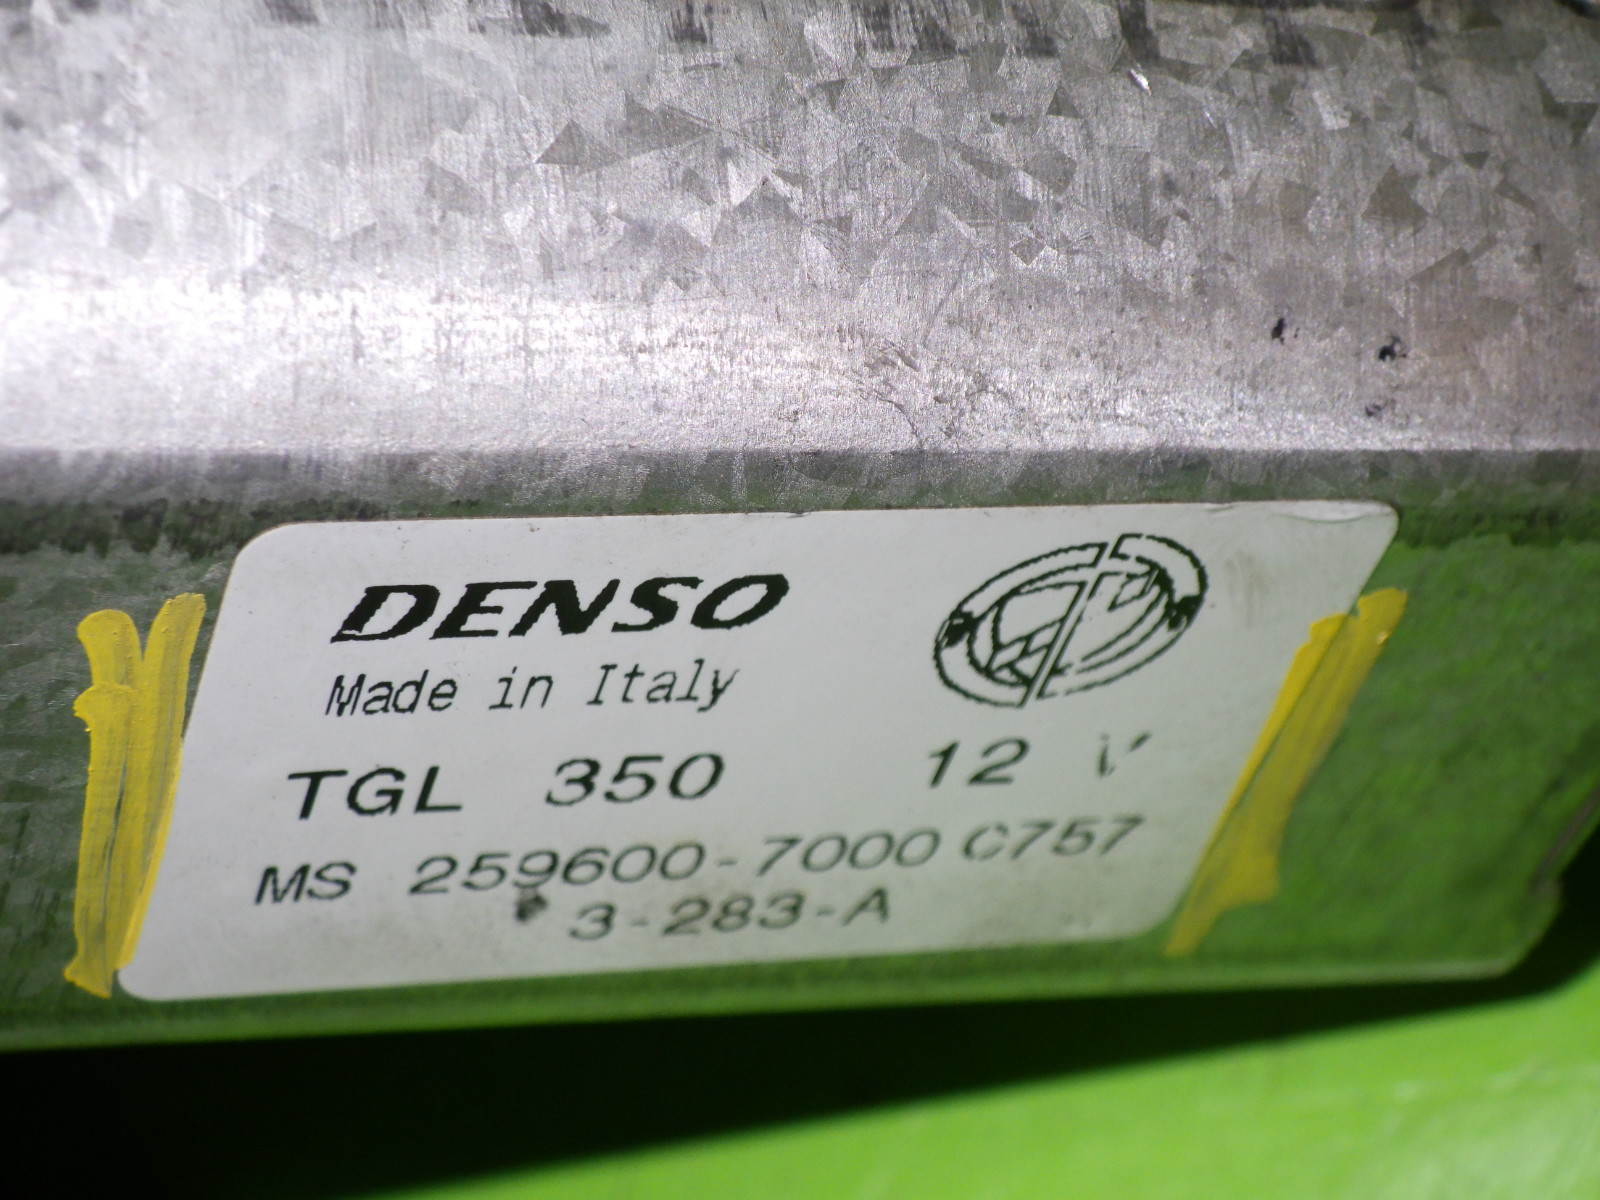 DENSO
Made in Italy
TGL 350 12 V
MS 259600-7000 C757
3-283-A